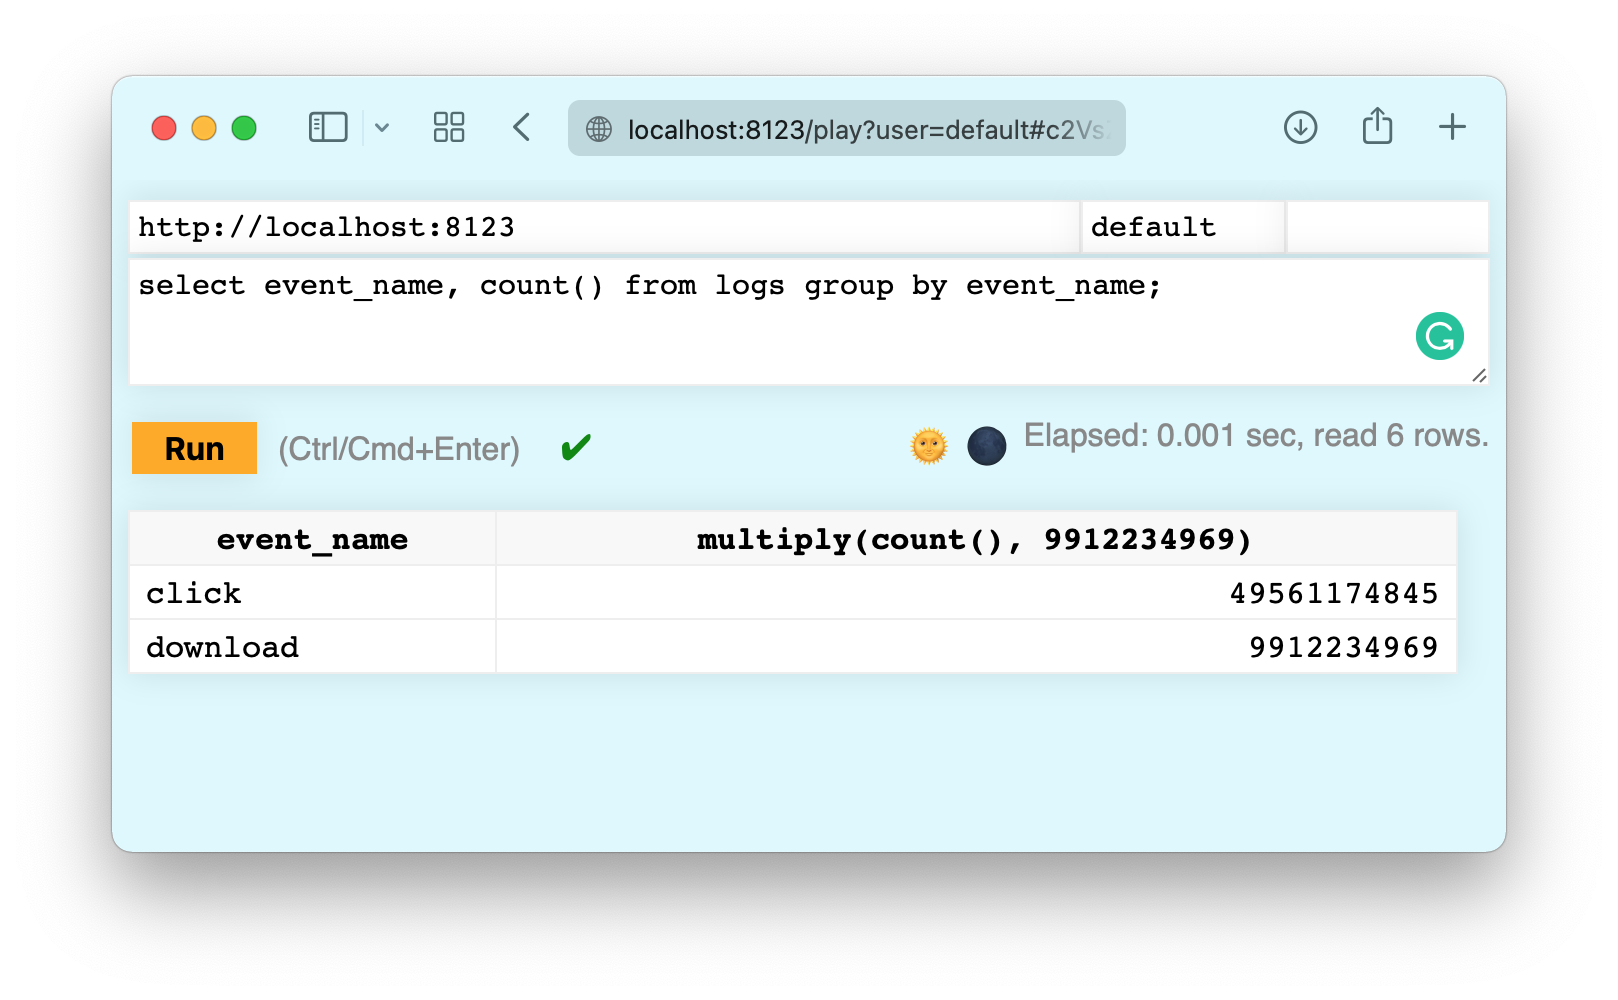 localhost:8123/play?user=default#c2Vs
http://localhost:8123 default
select event_name, count() from logs group by event_name;
Run (Ctrl/Cmd+Enter) ✔ Elapsed: 0.001 sec, read 6 rows.
event_name multiply(count(), 9912234969)
click 49561174845
download 9912234969